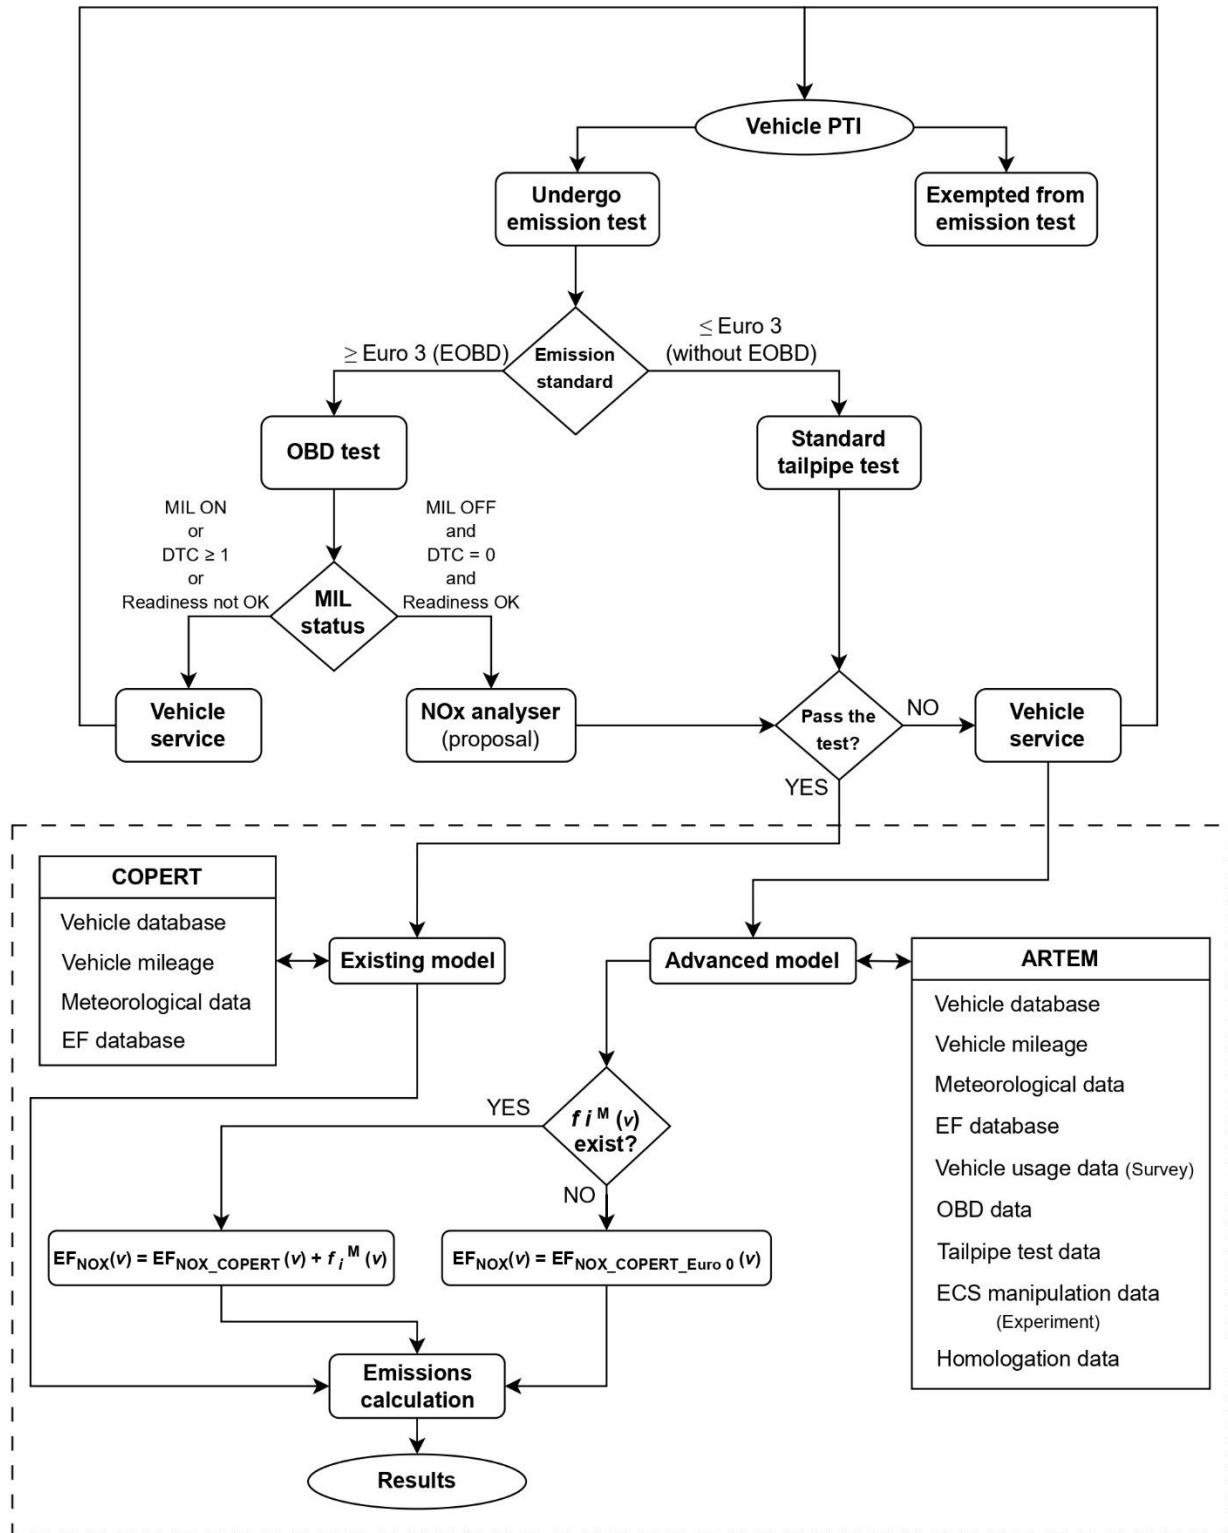 Vehicle PTI
Undergo
emission test
Exempted from
emission test
≥ Euro 3 (EOBD)
Emission
standard
≤ Euro 3
(without EOBD)
OBD test
Standard
tailpipe test
MIL ON
or
DTC ≥ 1
or
Readiness not OK
MIL OFF
and
DTC = 0
and
Readiness OK
MIL
status
Vehicle
service
NOx analyser
(proposal)
Pass the
test?
NO
Vehicle
service
YES
COPERT
Vehicle database
Vehicle mileage
Meteorological data
EF database
Existing model
Advanced model
ARTEM
Vehicle database
Vehicle mileage
Meteorological data
EF database
Vehicle usage data (Survey)
OBD data
Tailpipe test data
ECS manipulation data
(Experiment)
Homologation data
YES
f i M (v)
exist?
NO
EFNOX(v) = EFNOX_COPERT (v) + f i M (v)
EFNOX(v) = EFNOX_COPERT_Euro 0 (v)
Emissions
calculation
Results